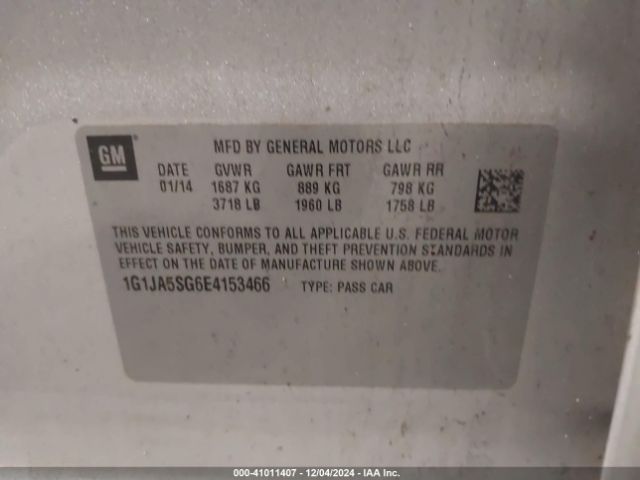 GM
MFD BY GENERAL MOTORS LLC
DATE GVWR GAWR FRT GAWR RR
01/14 1687 KG 889 KG 798 KG
3718 LB 1960 LB 1758 LB
THIS VEHICLE CONFORMS TO ALL APPLICABLE U.S. FEDERAL MOTOR
VEHICLE SAFETY, BUMPER, AND THEFT PREVENTION STANDARDS IN
EFFECT ON THE DATE OF MANUFACTURE SHOWN ABOVE.
1G1JA5SG6E4153466 TYPE: PASS CAR
000-41011407 • 12/04/2024 • IAA Inc.